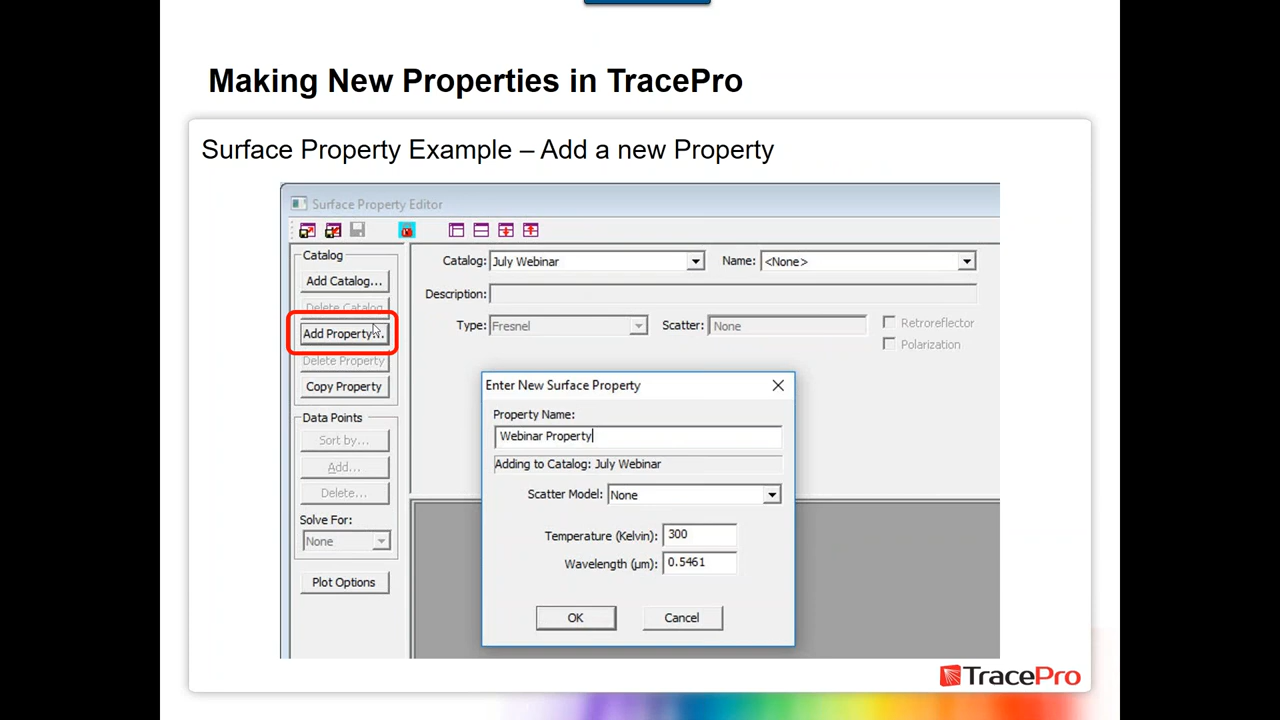 Making New Properties in TracePro
Surface Property Example – Add a new Property
Surface Property Editor
Catalog
Add Catalog...
Delete Catalog
Add Property...
Delete Property
Copy Property
Data Points
Sort by...
Add...
Delete...
Solve For:
None
Plot Options
Catalog: July Webinar Name: <None>
Description:
Type: Fresnel Scatter: None
Retroreflector
Polarization
Enter New Surface Property
Property Name:
Webinar Property
Adding to Catalog: July Webinar
Scatter Model: None
Temperature (Kelvin): 300
Wavelength (µm): 0.5461
OK Cancel
TracePro